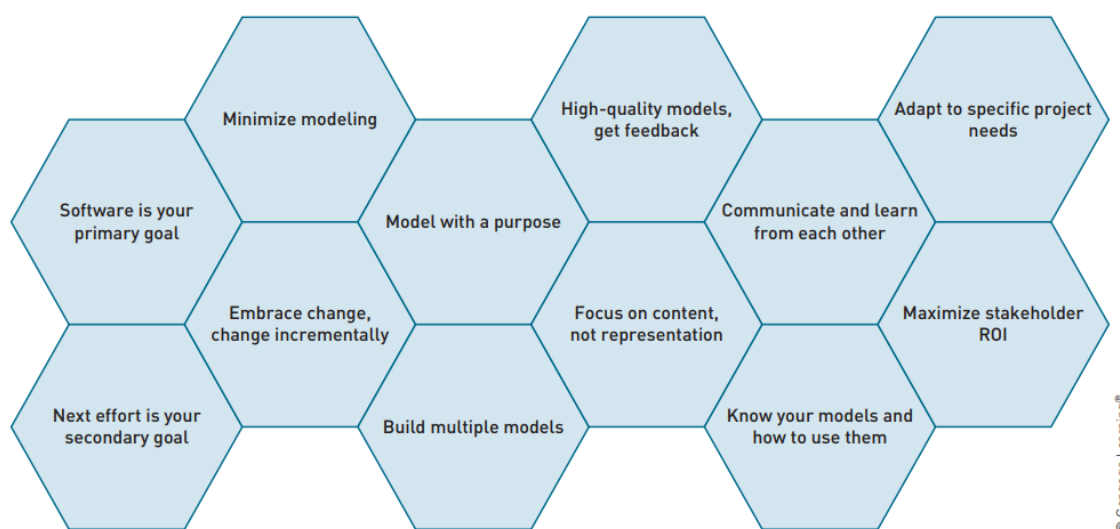 Minimize modeling
High-quality models,
get feedback
Adapt to specific project
needs
Software is your
primary goal
Model with a purpose
Communicate and learn
from each other
Embrace change,
change incrementally
Focus on content,
not representation
Maximize stakeholder
ROI
Next effort is your
secondary goal
Build multiple models
Know your models and
how to use them
© Cengage Learning®